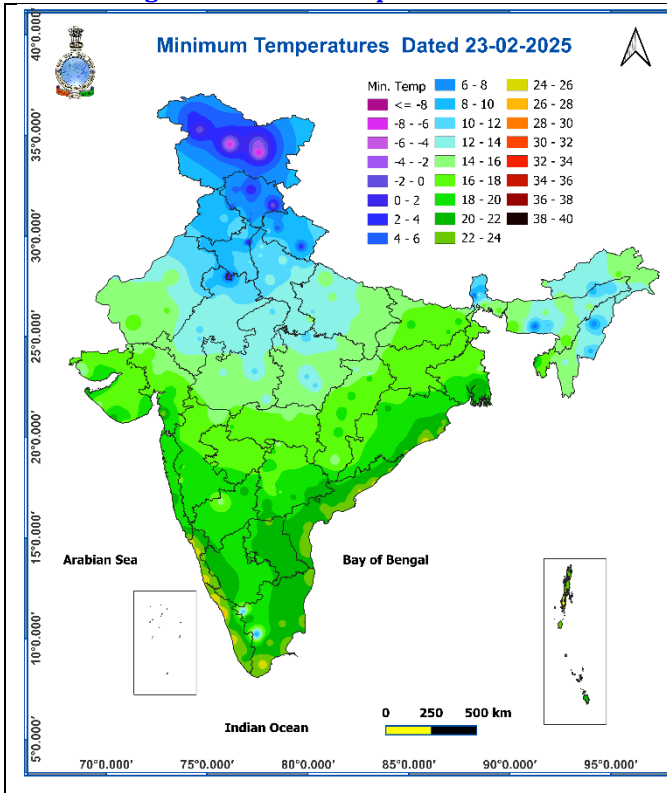 Minimum Temperatures Dated 23-02-2025
Min. Temp
<= -8
-8 - -6
-6 - -4
-4 - -2
-2 - 0
0 - 2
2 - 4
4 - 6
6 - 8
8 - 10
10 - 12
12 - 14
14 - 16
16 - 18
18 - 20
20 - 22
22 - 24
24 - 26
26 - 28
28 - 30
30 - 32
32 - 34
34 - 36
36 - 38
38 - 40
40°0.000'
35°0.000'
30°0.000'
25°0.000'
20°0.000'
15°0.000'
10°0.000'
5°0.000'
Arabian Sea
Bay of Bengal
Indian Ocean
0 250 500 km
70°0.000' 75°0.000' 80°0.000' 85°0.000' 90°0.000' 95°0.000'